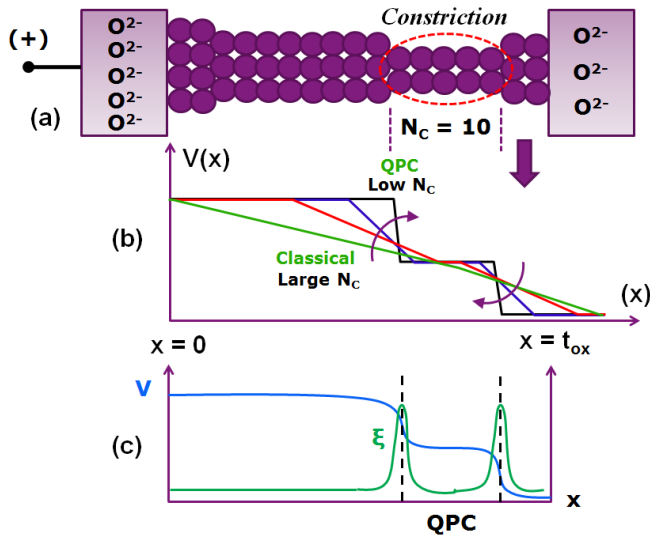 Constriction
(+)
O²⁻
O²⁻
O²⁻
O²⁻
O²⁻
O²⁻
O²⁻
O²⁻
(a)
N_C = 10
V(x)
QPC
Low N_C
(b)
Classical
Large N_C
(x)
x = 0
x = t_ox
V
ξ
(c)
x
QPC